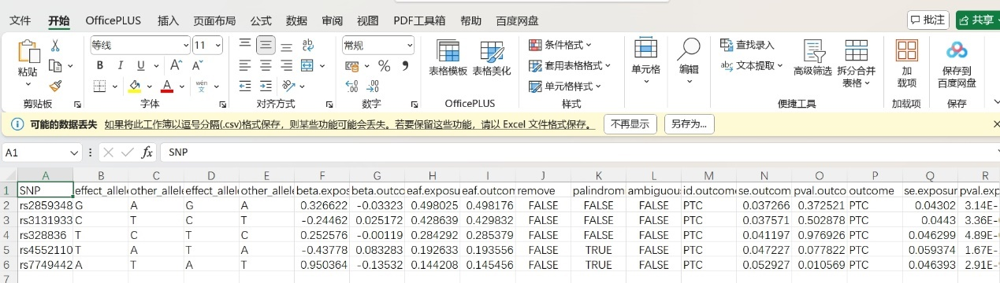 文件 开始 OfficePLUS 插入 页面布局 公式 数据 审阅 视图 PDF工具箱 帮助 百度网盘 批注 共享
等线 11 常规 条件格式 查找录入
粘贴 B I U A A wén 文 % 表格模板 表格美化 套用表格格式 单元格 编辑 abc 文本提取 高级筛选 拆分合并表格 加载项 保存到百度网盘
单元格样式
剪贴板 字体 对齐方式 数字 OfficePLUS 样式 便捷工具 加载项 保存
可能的数据丢失 如果将此工作簿以逗号分隔(.csv)格式保存，则某些功能可能会丢失。若要保留这些功能，请以 Excel 文件格式保存。 不再显示 另存为...
A1 fx SNP
A B C D E F G H I J K L M N O P Q R
1 SNP effect_allele other_allele effect_allele other_allele beta.expos beta.outco eaf.exposu eaf.outcom remove palindrom ambiguous id.outcome se.outcom pval.outco outcome se.exposur pval.expo
2 rs2859348 G A G A 0.326622 -0.03323 0.498025 0.498176 FALSE FALSE FALSE PTC 0.037266 0.372521 PTC 0.04302 3.14E-
3 rs3131933 C T C T -0.24462 0.025172 0.428639 0.429832 FALSE FALSE FALSE PTC 0.037571 0.502878 PTC 0.0443 3.36E-
4 rs328836 T C T C 0.252576 -0.00119 0.284292 0.285379 FALSE FALSE FALSE PTC 0.041197 0.976926 PTC 0.046299 4.89E-
5 rs4552110 T A T A -0.43778 0.083283 0.192633 0.193556 FALSE TRUE FALSE PTC 0.047227 0.077822 PTC 0.059374 1.67E-
6 rs7749442 A T A T 0.950364 -0.13532 0.144208 0.145456 FALSE TRUE FALSE PTC 0.052927 0.010569 PTC 0.046393 2.91E-
7